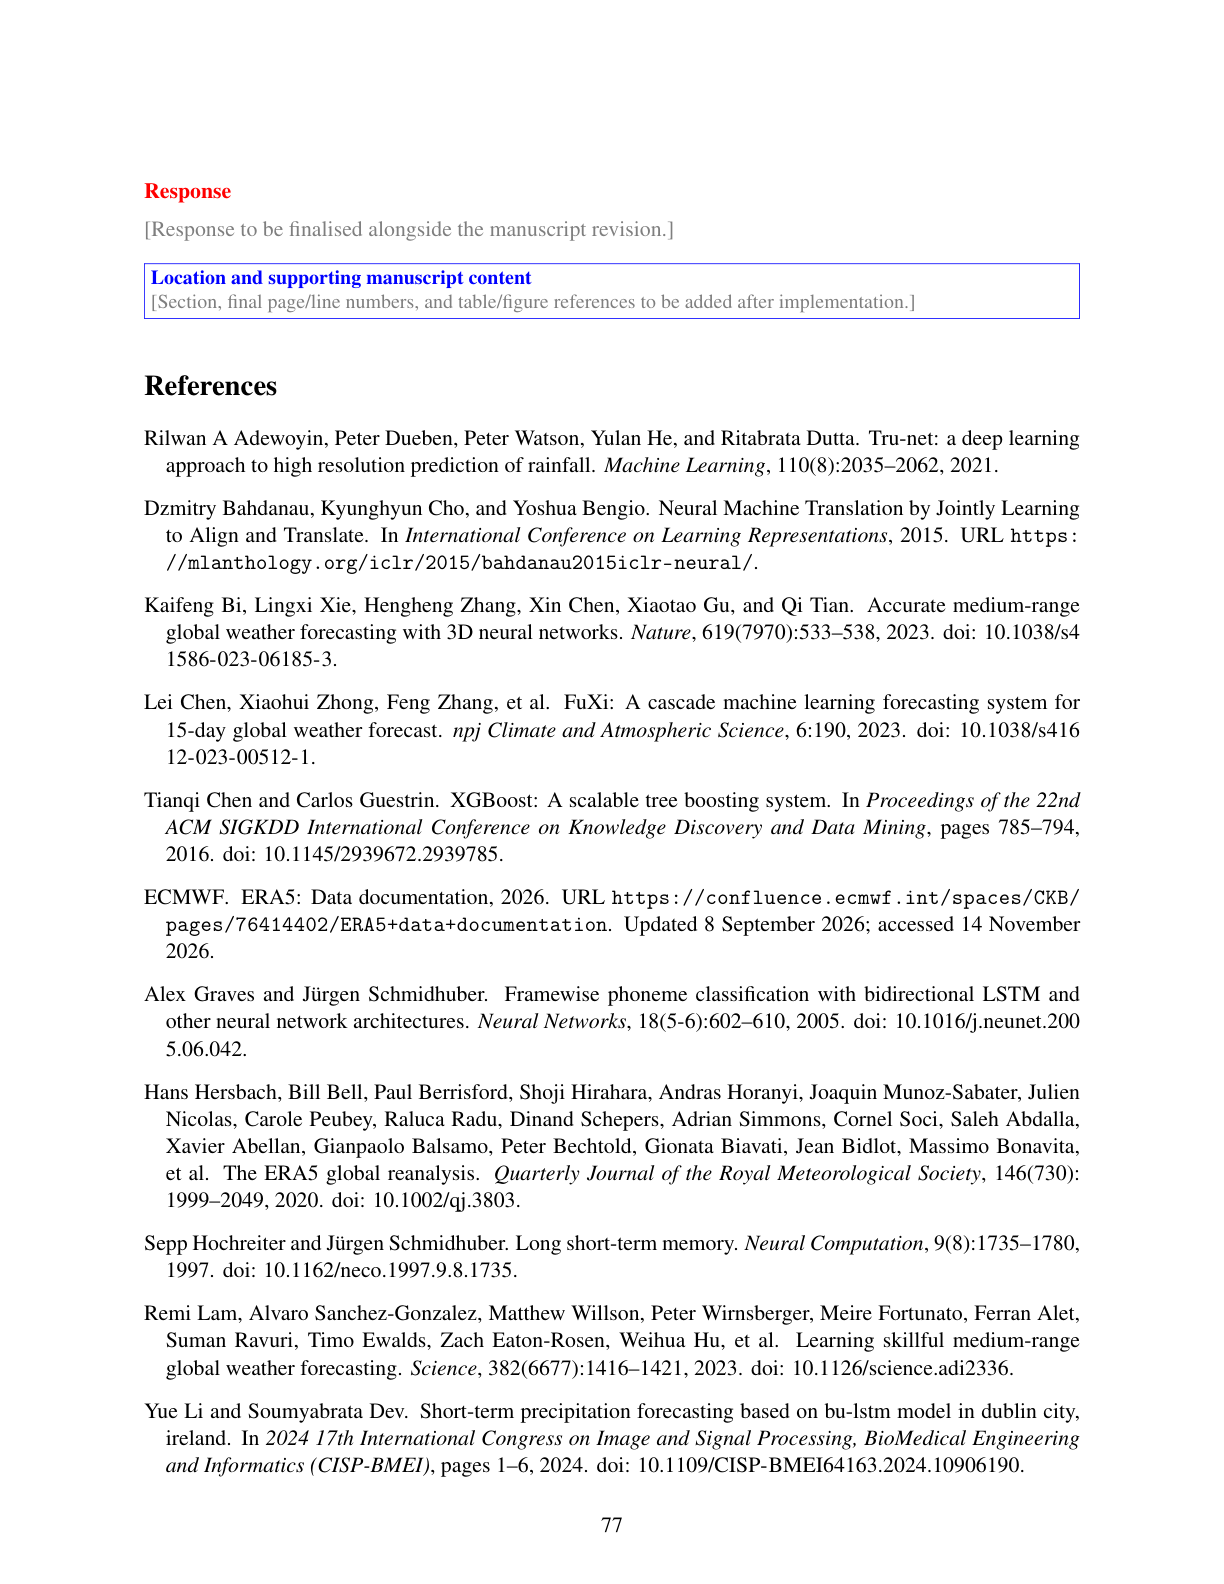 Response
[Response to be finalised alongside the manuscript revision.]
Location and supporting manuscript content
[Section, final page/line numbers, and table/figure references to be added after implementation.]
References
Rilwan A Adewoyin, Peter Dueben, Peter Watson, Yulan He, and Ritabrata Dutta. Tru-net: a deep learning
approach to high resolution prediction of rainfall. Machine Learning, 110(8):2035–2062, 2021.
Dzmitry Bahdanau, Kyunghyun Cho, and Yoshua Bengio. Neural Machine Translation by Jointly Learning
to Align and Translate. In International Conference on Learning Representations, 2015. URL https:
//mlanthology.org/iclr/2015/bahdanau2015iclr-neural/.
Kaifeng Bi, Lingxi Xie, Hengheng Zhang, Xin Chen, Xiaotao Gu, and Qi Tian. Accurate medium-range
global weather forecasting with 3D neural networks. Nature, 619(7970):533–538, 2023. doi: 10.1038/s4
1586-023-06185-3.
Lei Chen, Xiaohui Zhong, Feng Zhang, et al. FuXi: A cascade machine learning forecasting system for
15-day global weather forecast. npj Climate and Atmospheric Science, 6:190, 2023. doi: 10.1038/s416
12-023-00512-1.
Tianqi Chen and Carlos Guestrin. XGBoost: A scalable tree boosting system. In Proceedings of the 22nd
ACM SIGKDD International Conference on Knowledge Discovery and Data Mining, pages 785–794,
2016. doi: 10.1145/2939672.2939785.
ECMWF. ERA5: Data documentation, 2026. URL https://confluence.ecmwf.int/spaces/CKB/
pages/76414402/ERA5+data+documentation. Updated 8 September 2026; accessed 14 November
2026.
Alex Graves and Jürgen Schmidhuber. Framewise phoneme classification with bidirectional LSTM and
other neural network architectures. Neural Networks, 18(5-6):602–610, 2005. doi: 10.1016/j.neunet.200
5.06.042.
Hans Hersbach, Bill Bell, Paul Berrisford, Shoji Hirahara, Andras Horanyi, Joaquin Munoz-Sabater, Julien
Nicolas, Carole Peubey, Raluca Radu, Dinand Schepers, Adrian Simmons, Cornel Soci, Saleh Abdalla,
Xavier Abellan, Gianpaolo Balsamo, Peter Bechtold, Gionata Biavati, Jean Bidlot, Massimo Bonavita,
et al. The ERA5 global reanalysis. Quarterly Journal of the Royal Meteorological Society, 146(730):
1999–2049, 2020. doi: 10.1002/qj.3803.
Sepp Hochreiter and Jürgen Schmidhuber. Long short-term memory. Neural Computation, 9(8):1735–1780,
1997. doi: 10.1162/neco.1997.9.8.1735.
Remi Lam, Alvaro Sanchez-Gonzalez, Matthew Willson, Peter Wirnsberger, Meire Fortunato, Ferran Alet,
Suman Ravuri, Timo Ewalds, Zach Eaton-Rosen, Weihua Hu, et al. Learning skillful medium-range
global weather forecasting. Science, 382(6677):1416–1421, 2023. doi: 10.1126/science.adi2336.
Yue Li and Soumyabrata Dev. Short-term precipitation forecasting based on bu-lstm model in dublin city,
ireland. In 2024 17th International Congress on Image and Signal Processing, BioMedical Engineering
and Informatics (CISP-BMEI), pages 1–6, 2024. doi: 10.1109/CISP-BMEI64163.2024.10906190.
77